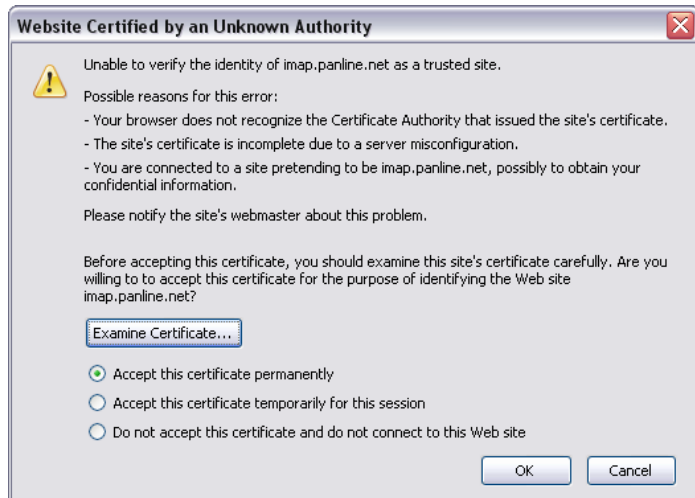 Website Certified by an Unknown Authority
Unable to verify the identity of imap.panline.net as a trusted site.
Possible reasons for this error:
- Your browser does not recognize the Certificate Authority that issued the site's certificate.
- The site's certificate is incomplete due to a server misconfiguration.
- You are connected to a site pretending to be imap.panline.net, possibly to obtain your
confidential information.
Please notify the site's webmaster about this problem.
Before accepting this certificate, you should examine this site's certificate carefully. Are you
willing to to accept this certificate for the purpose of identifying the Web site
imap.panline.net?
Examine Certificate...
Accept this certificate permanently
Accept this certificate temporarily for this session
Do not accept this certificate and do not connect to this Web site
OK Cancel